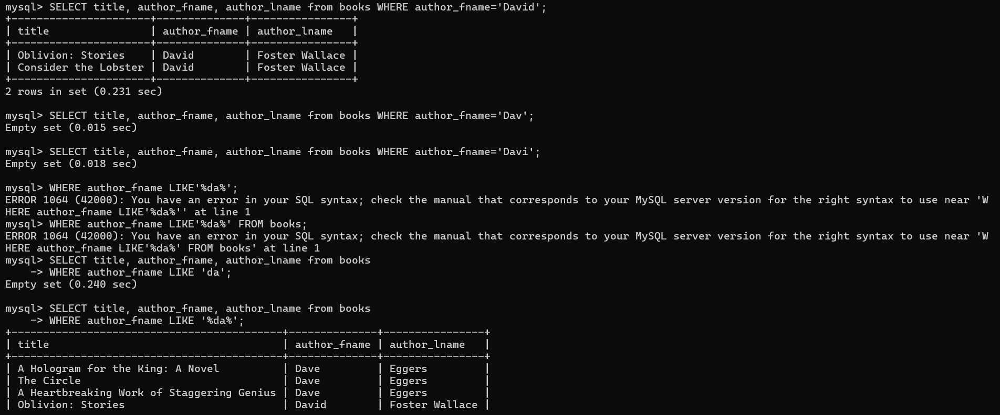 mysql> SELECT title, author_fname, author_lname from books WHERE author_fname='David';
+----------------------+--------------+----------------+
| title                | author_fname | author_lname   |
+----------------------+--------------+----------------+
| Oblivion: Stories    | David        | Foster Wallace |
| Consider the Lobster | David        | Foster Wallace |
+----------------------+--------------+----------------+
2 rows in set (0.231 sec)

mysql> SELECT title, author_fname, author_lname from books WHERE author_fname='Dav';
Empty set (0.015 sec)

mysql> SELECT title, author_fname, author_lname from books WHERE author_fname='Davi';
Empty set (0.018 sec)

mysql> WHERE author_fname LIKE'%da%';
ERROR 1064 (42000): You have an error in your SQL syntax; check the manual that corresponds to your MySQL server version for the right syntax to use near 'W
HERE author_fname LIKE'%da%'' at line 1
mysql> WHERE author_fname LIKE'%da%' FROM books;
ERROR 1064 (42000): You have an error in your SQL syntax; check the manual that corresponds to your MySQL server version for the right syntax to use near 'W
HERE author_fname LIKE'%da%' FROM books' at line 1
mysql> SELECT title, author_fname, author_lname from books
    -> WHERE author_fname LIKE 'da';
Empty set (0.240 sec)

mysql> SELECT title, author_fname, author_lname from books
    -> WHERE author_fname LIKE '%da%';
+-------------------------------------------+--------------+----------------+
| title                                     | author_fname | author_lname   |
+-------------------------------------------+--------------+----------------+
| A Hologram for the King: A Novel          | Dave         | Eggers         |
| The Circle                                | Dave         | Eggers         |
| A Heartbreaking Work of Staggering Genius | Dave         | Eggers         |
| Oblivion: Stories                         | David        | Foster Wallace |